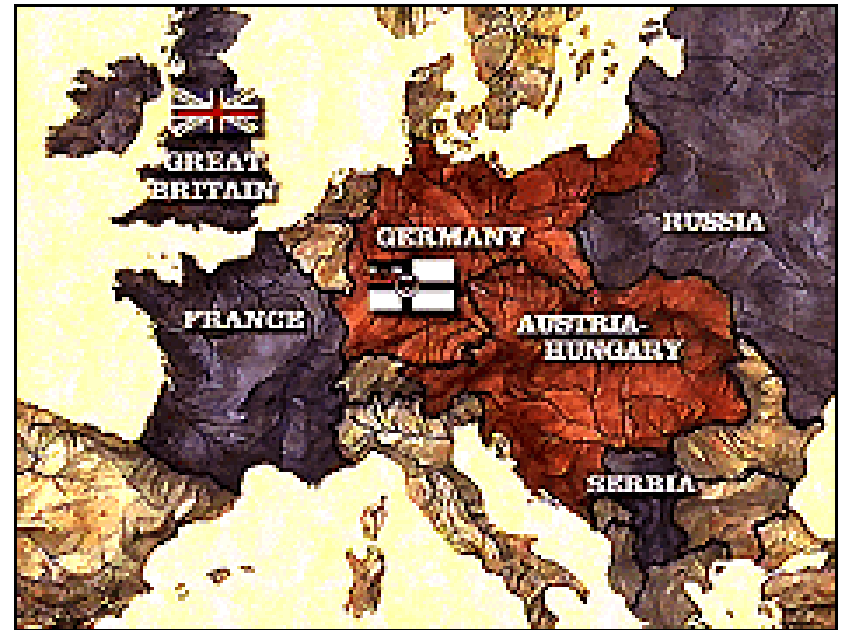 GREAT
BRITAIN
GERMANY
RUSSIA
FRANCE
AUSTRIA-
HUNGARY
SERBIA